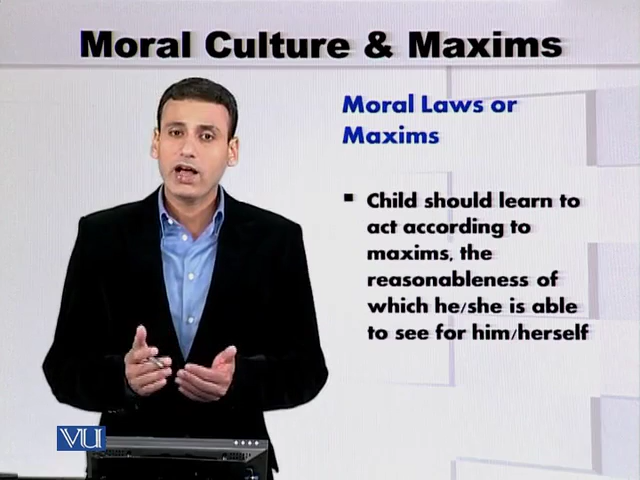 Moral Culture & Maxims
Moral Laws or
Maxims
▪ Child should learn to
act according to
maxims, the
reasonableness of
which he/she is able
to see for him/herself
VU